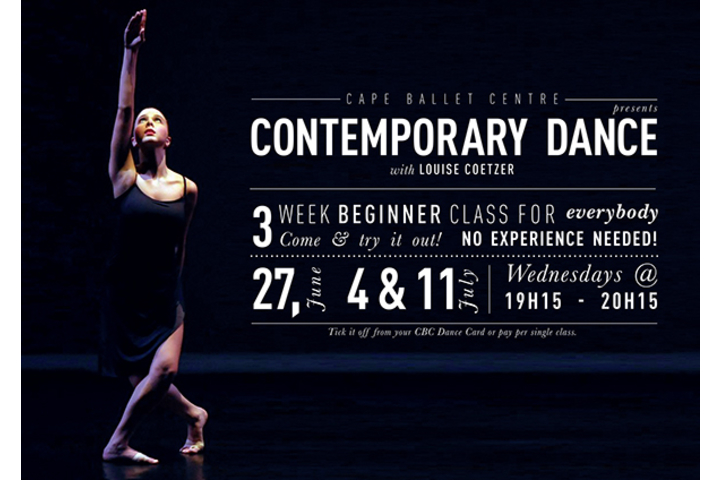 CAPE BALLET CENTRE
presents
CONTEMPORARY DANCE
with LOUISE COETZER
3 WEEK BEGINNER CLASS FOR everybody
Come & try it out! NO EXPERIENCE NEEDED!
27, June 4 & 11 July Wednesdays @
19H15 - 20H15
Tick it off from your CBC Dance Card or pay per single class.